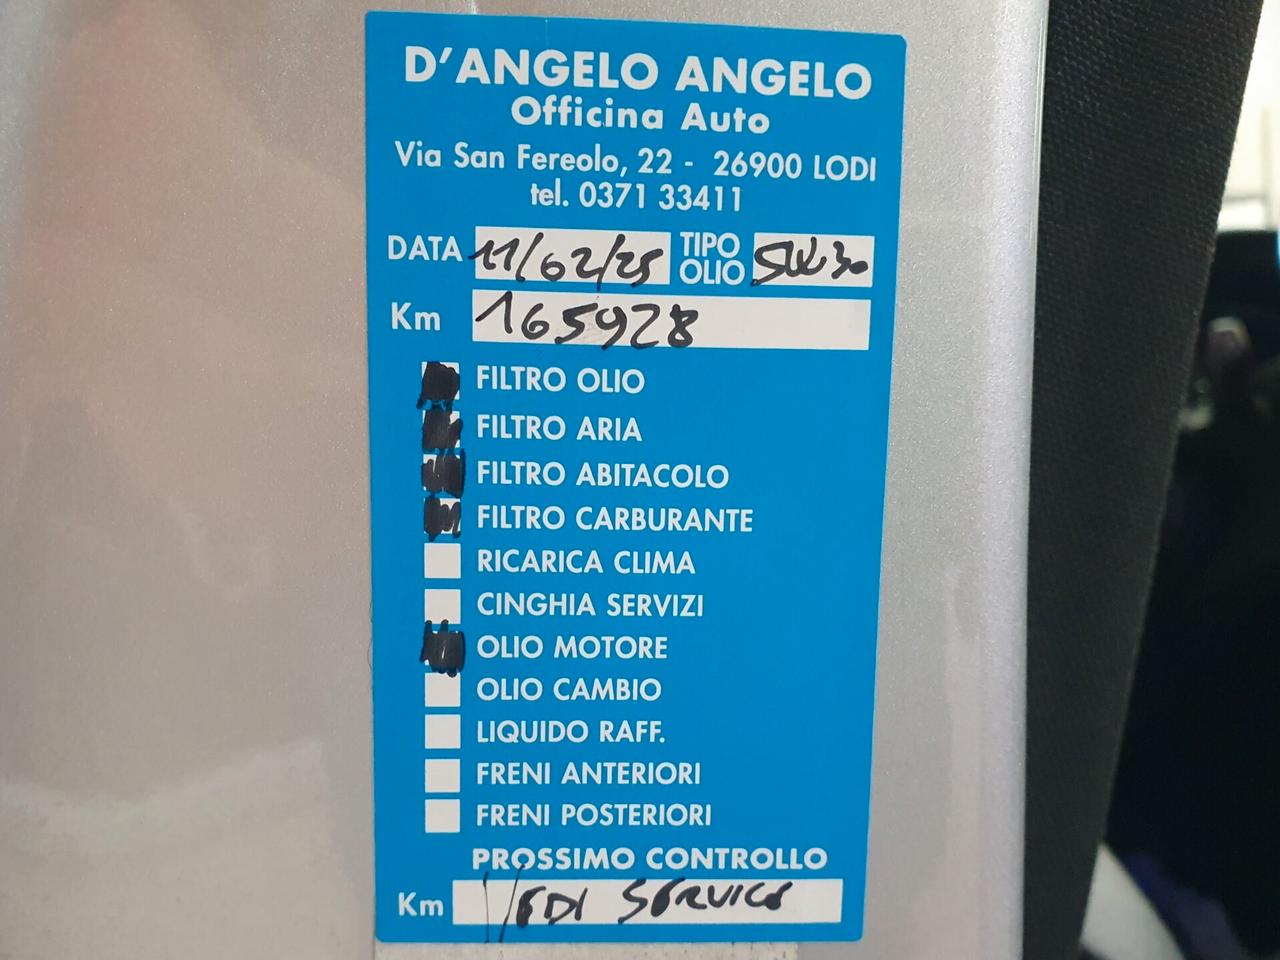 D'ANGELO ANGELO
Officina Auto
Via San Fereolo, 22 - 26900 LODI
tel. 0371 33411
DATA 11/02/25 TIPO OLIO 5W30
Km 165928
FILTRO OLIO
FILTRO ARIA
FILTRO ABITACOLO
FILTRO CARBURANTE
RICARICA CLIMA
CINGHIA SERVIZI
OLIO MOTORE
OLIO CAMBIO
LIQUIDO RAFF.
FRENI ANTERIORI
FRENI POSTERIORI
PROSSIMO CONTROLLO
Km VEDI SERVICE